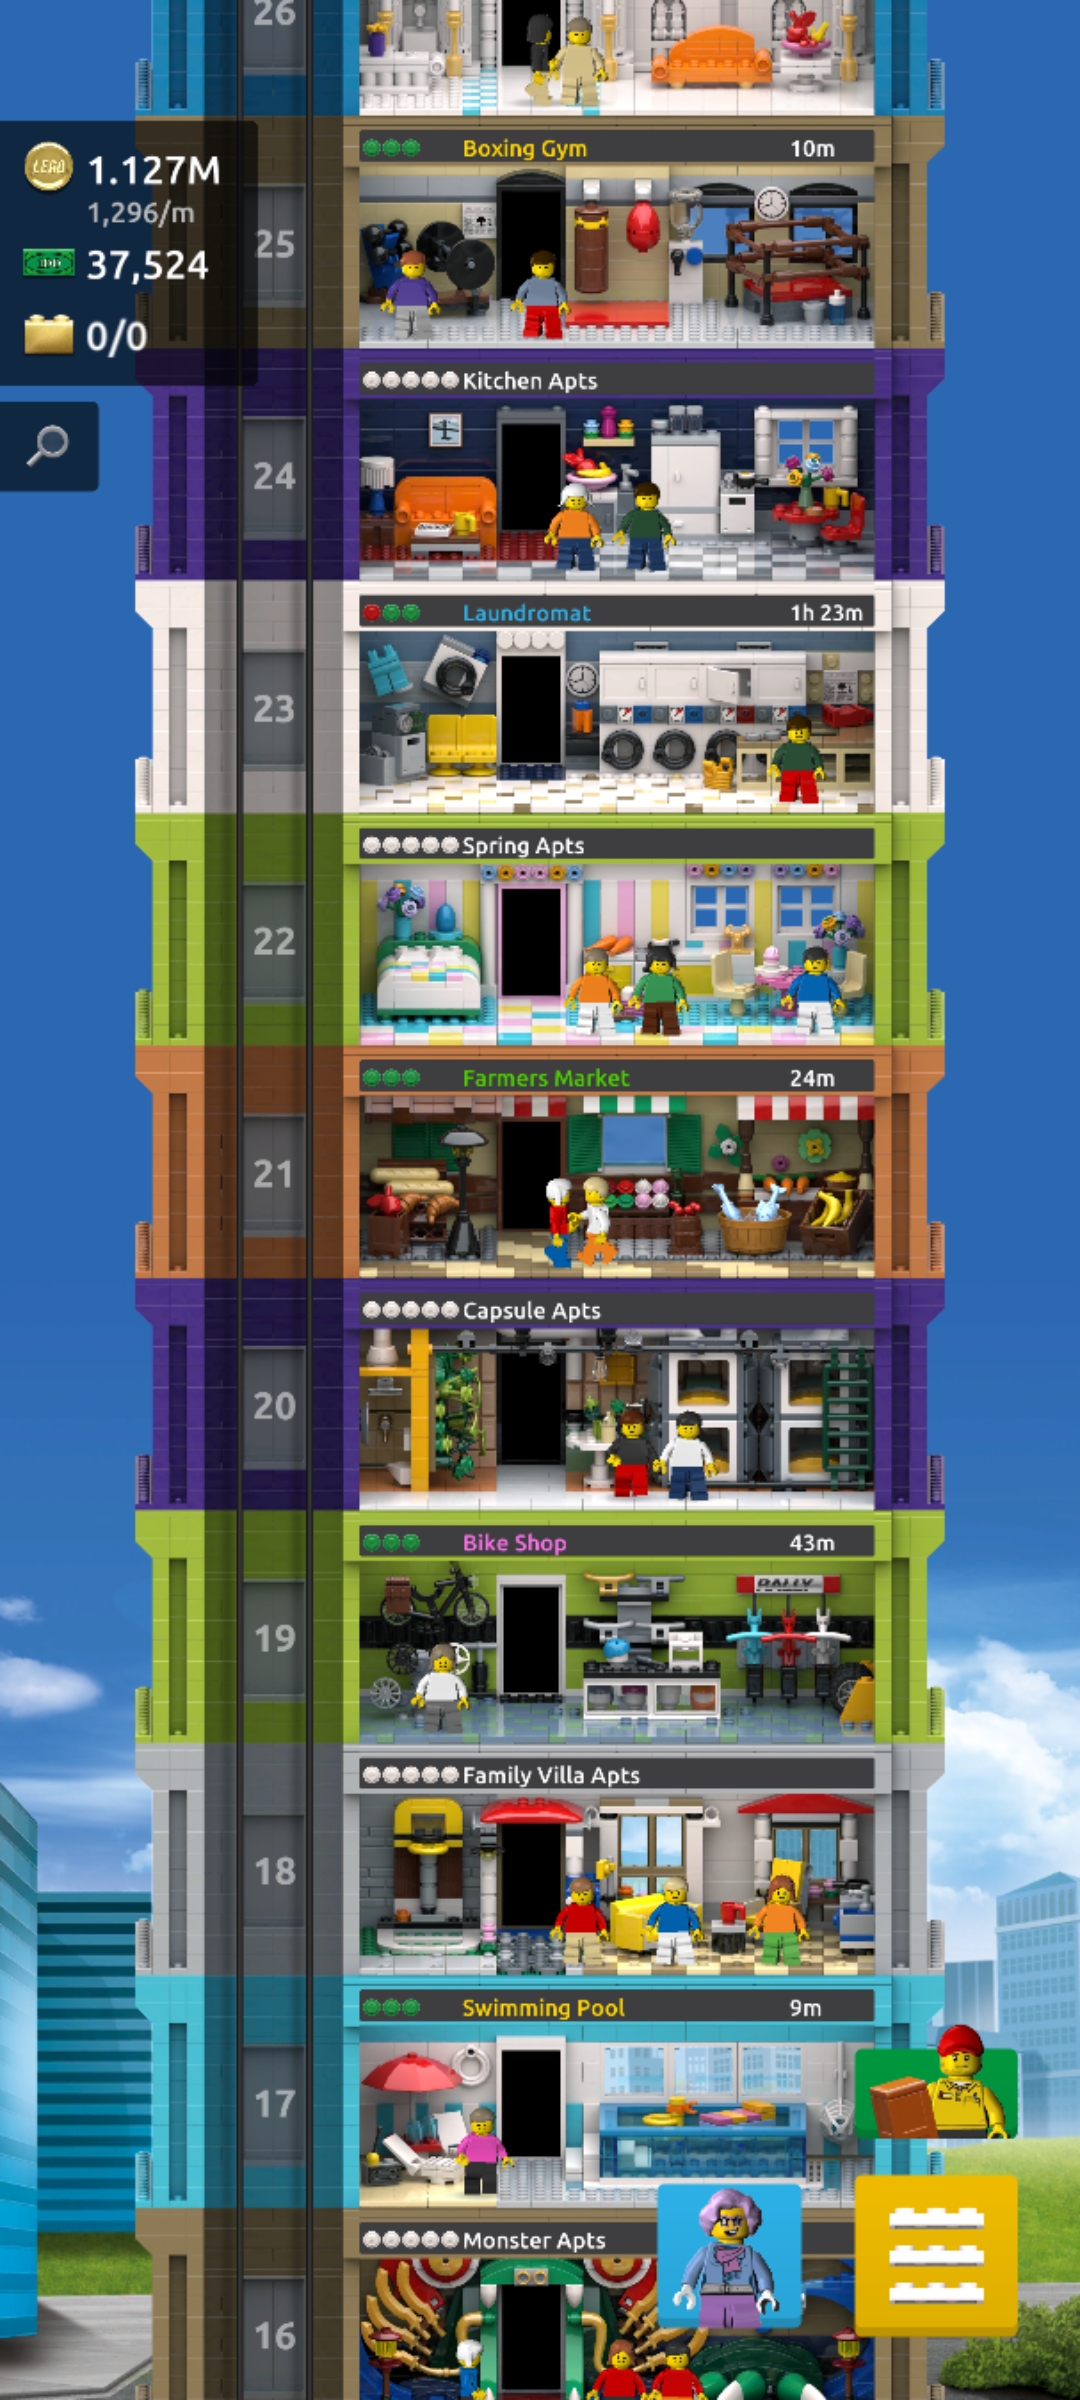 26
LEGO
1.127M
1,296/m
37,524
0/0
Boxing Gym 10m
25
Kitchen Apts
24
Laundromat 1h 23m
23
Spring Apts
22
Farmers Market 24m
21
Capsule Apts
20
Bike Shop 43m
RALLY
19
Family Villa Apts
18
Swimming Pool 9m
17
Monster Apts
16